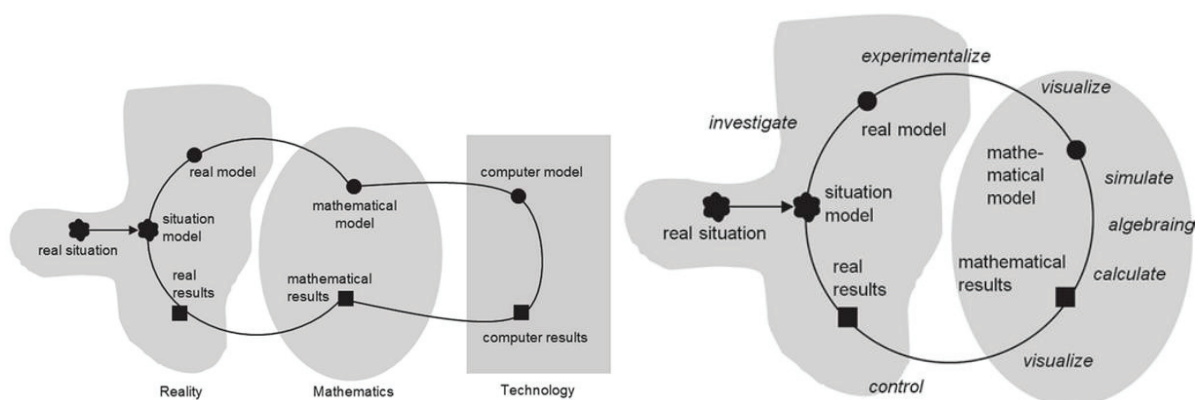 real model
computer model
mathematical
model
situation
model
real situation
real
results
mathematical
results
computer results
Reality
Mathematics
Technology
experimentalize
visualize
investigate
real model
mathe-
matical
model
simulate
situation
model
real situation
algebraing
real
results
mathematical
results
calculate
visualize
control